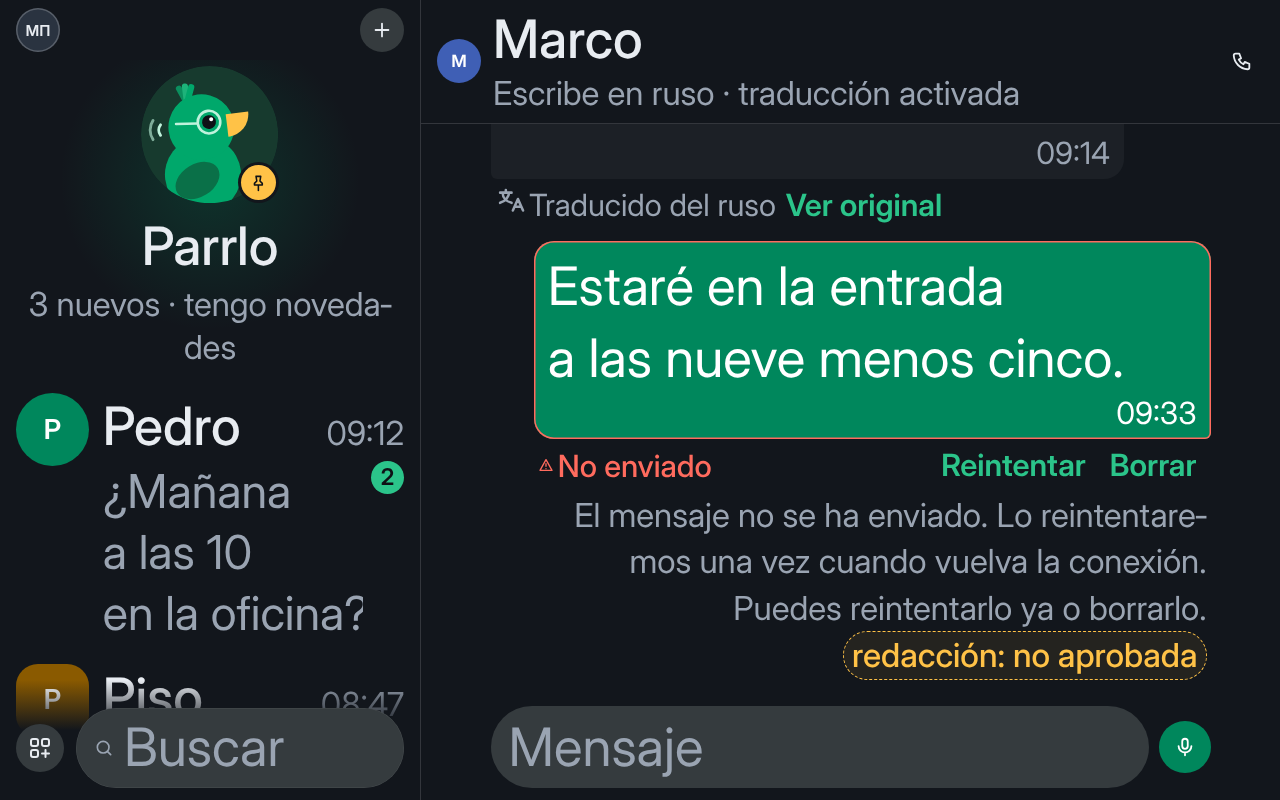 МП
Parrlo
3 nuevos · tengo noveda-
des
P
Pedro
09:12
2
¿Mañana
a las 10
en la oficina?
P
Piso
08:47
Buscar
M
Marco
Escribe en ruso · traducción activada
09:14
Traducido del ruso Ver original
Estaré en la entrada
a las nueve menos cinco.
09:33
No enviado
Reintentar Borrar
El mensaje no se ha enviado. Lo reintentare-
mos una vez cuando vuelva la conexión.
Puedes reintentarlo ya o borrarlo.
redacción: no aprobada
Mensaje